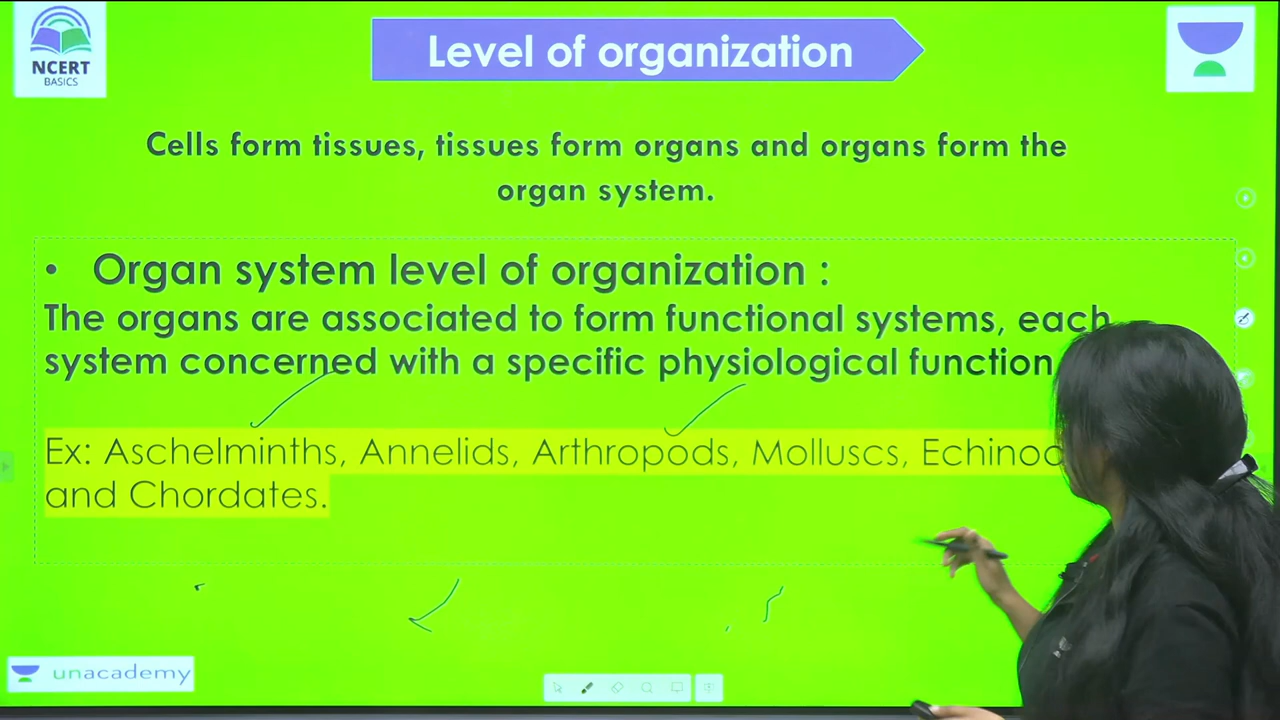 NCERT
BASICS
Level of organization
Cells form tissues, tissues form organs and organs form the
organ system.
• Organ system level of organization :
The organs are associated to form functional systems, each
system concerned with a specific physiological function
Ex: Aschelminths, Annelids, Arthropods, Molluscs,
and Chordates.
unacademy